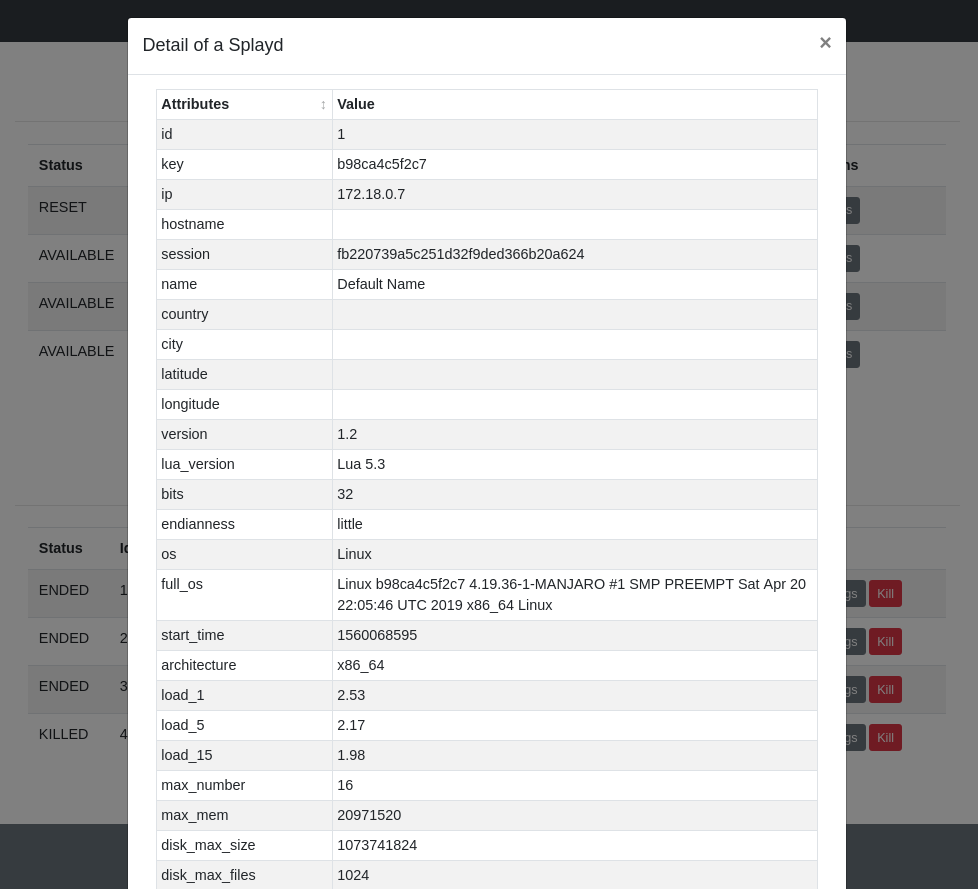 Detail of a Splayd ×
Attributes ↕ Value
id 1
key b98ca4c5f2c7
ip 172.18.0.7
hostname
session fb220739a5c251d32f9ded366b20a624
name Default Name
country
city
latitude
longitude
version 1.2
lua_version Lua 5.3
bits 32
endianness little
os Linux
full_os Linux b98ca4c5f2c7 4.19.36-1-MANJARO #1 SMP PREEMPT Sat Apr 20
22:05:46 UTC 2019 x86_64 Linux
start_time 1560068595
architecture x86_64
load_1 2.53
load_5 2.17
load_15 1.98
max_number 16
max_mem 20971520
disk_max_size 1073741824
disk_max_files 1024
Status
RESET
AVAILABLE
AVAILABLE
AVAILABLE
Status
ENDED 1 Kill
ENDED 2 Kill
ENDED 3 Kill
KILLED 4 Kill